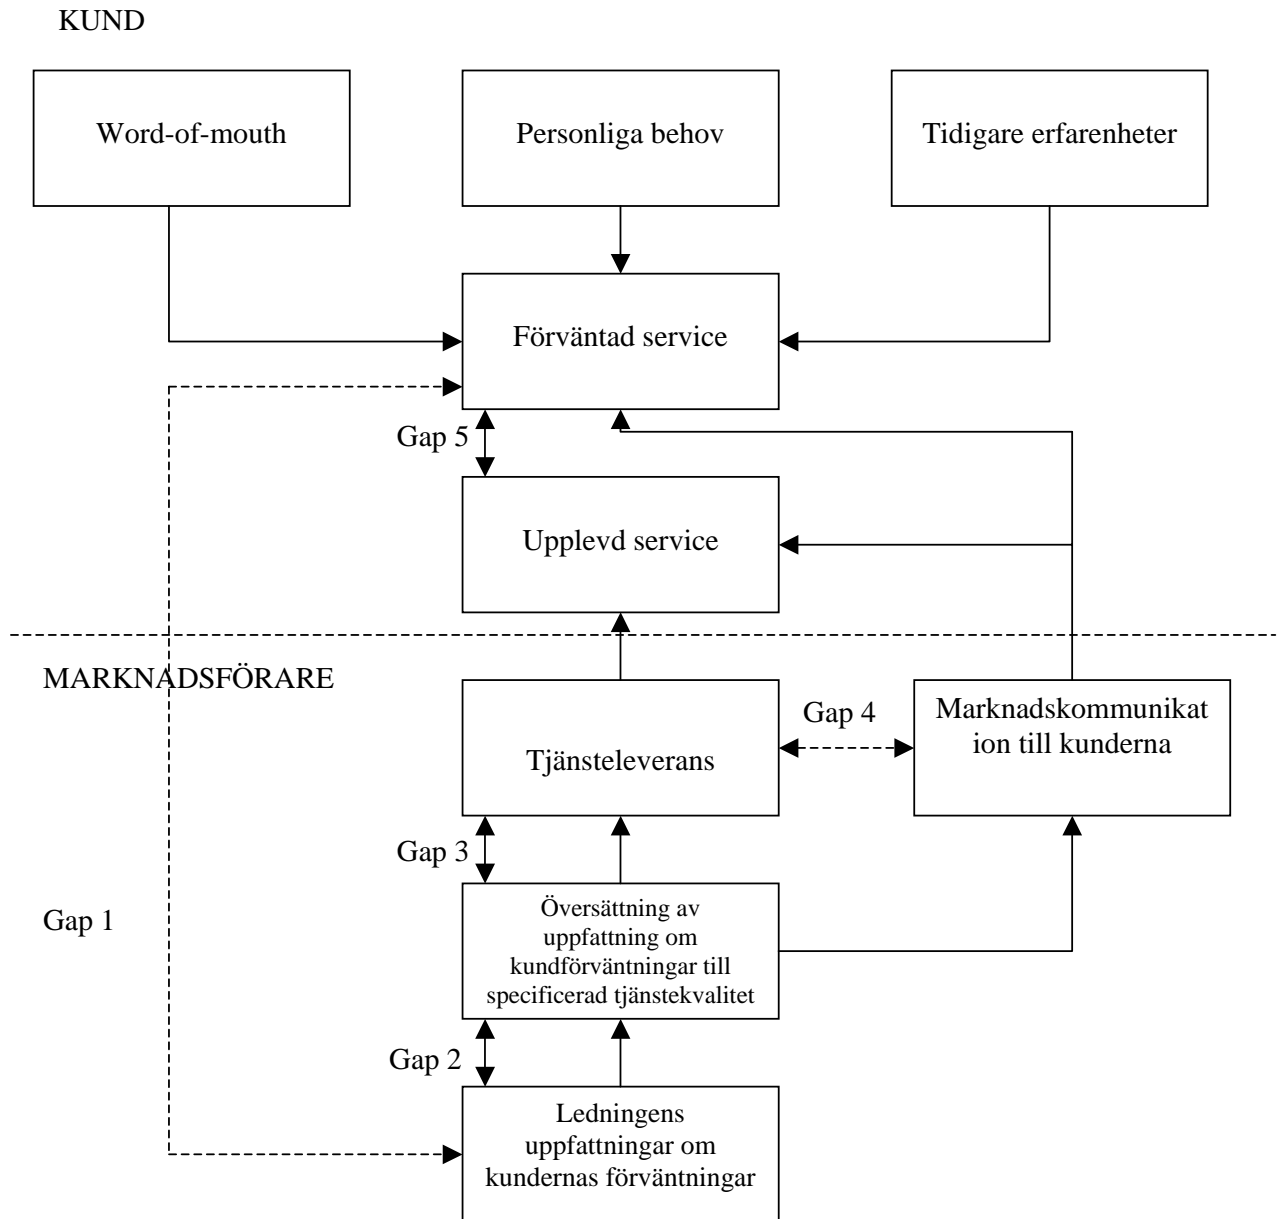 KUND
Word-of-mouth
Personliga behov
Tidigare erfarenheter
Förväntad service
Gap 5
Upplevd service
MARKNADSFÖRARE
Tjänsteleverans
Gap 4
Marknadskommunikat
ion till kunderna
Gap 3
Gap 1
Översättning av
uppfattning om
kundförväntningar till
specificerad tjänstekvalitet
Gap 2
Ledningens
uppfattningar om
kundernas förväntningar